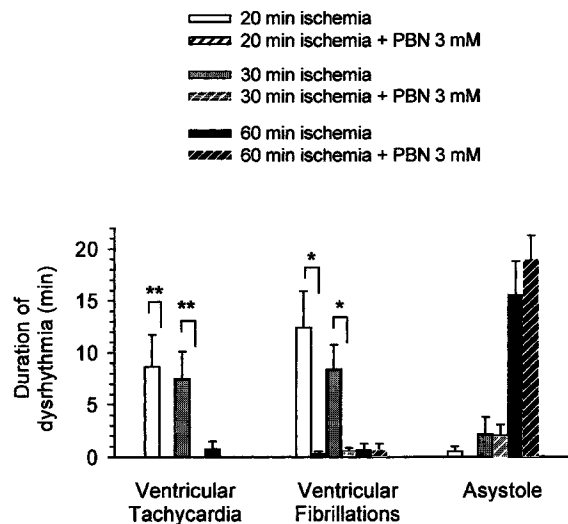 20 min ischemia
20 min ischemia + PBN 3 mM
30 min ischemia
30 min ischemia + PBN 3 mM
60 min ischemia
60 min ischemia + PBN 3 mM
Duration of
dysrhythmia (min)
20
15
10
5
0
**
**
*
*
Ventricular
Tachycardia
Ventricular
Fibrillations
Asystole